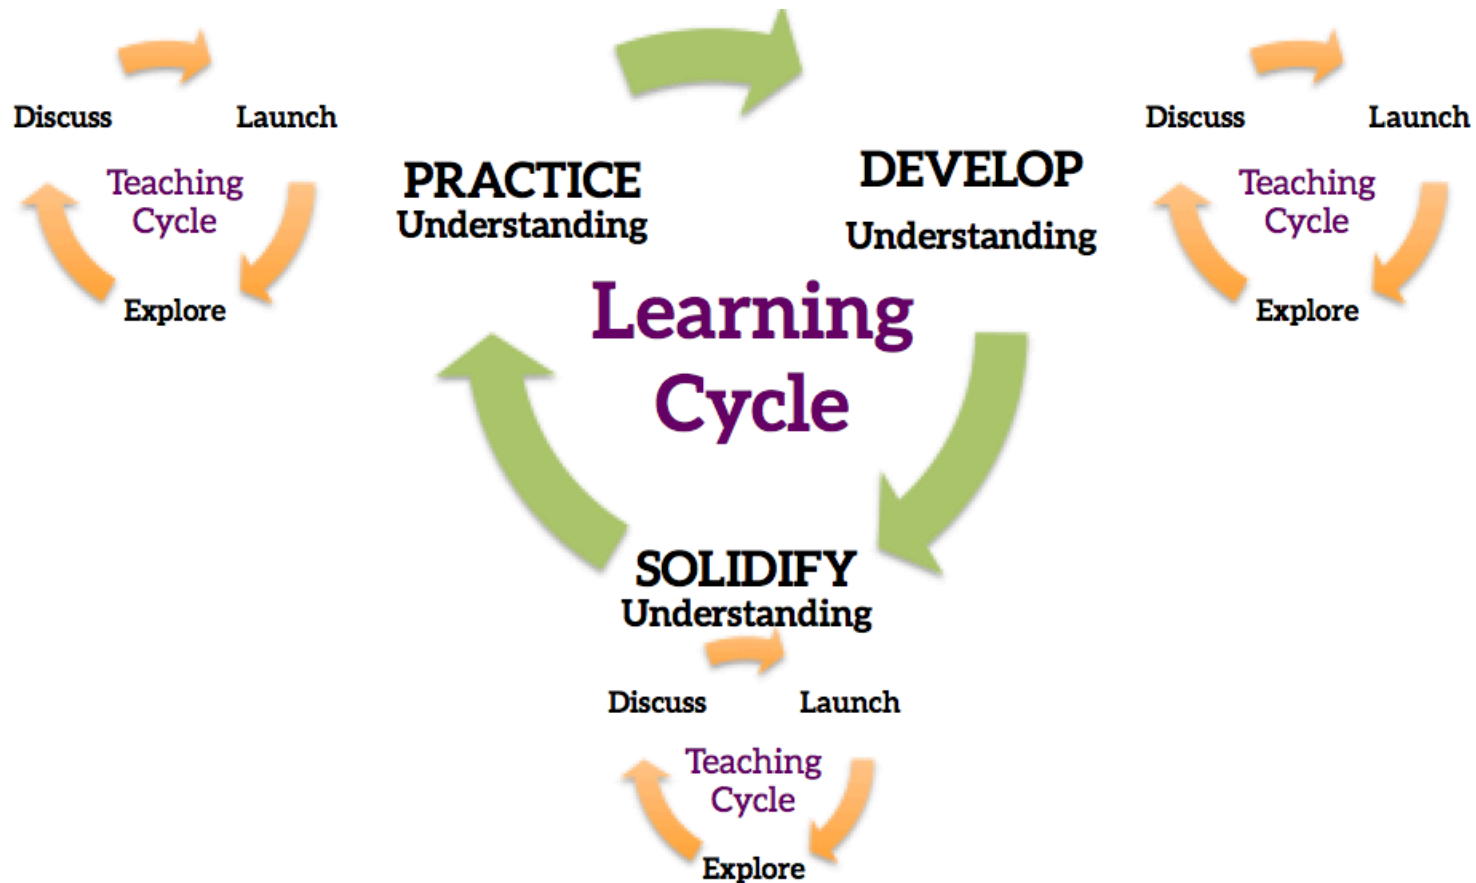 Discuss
Launch
Teaching
Cycle
Explore
PRACTICE
Understanding
DEVELOP
Understanding
Discuss
Launch
Teaching
Cycle
Explore
Learning
Cycle
SOLIDIFY
Understanding
Discuss
Launch
Teaching
Cycle
Explore